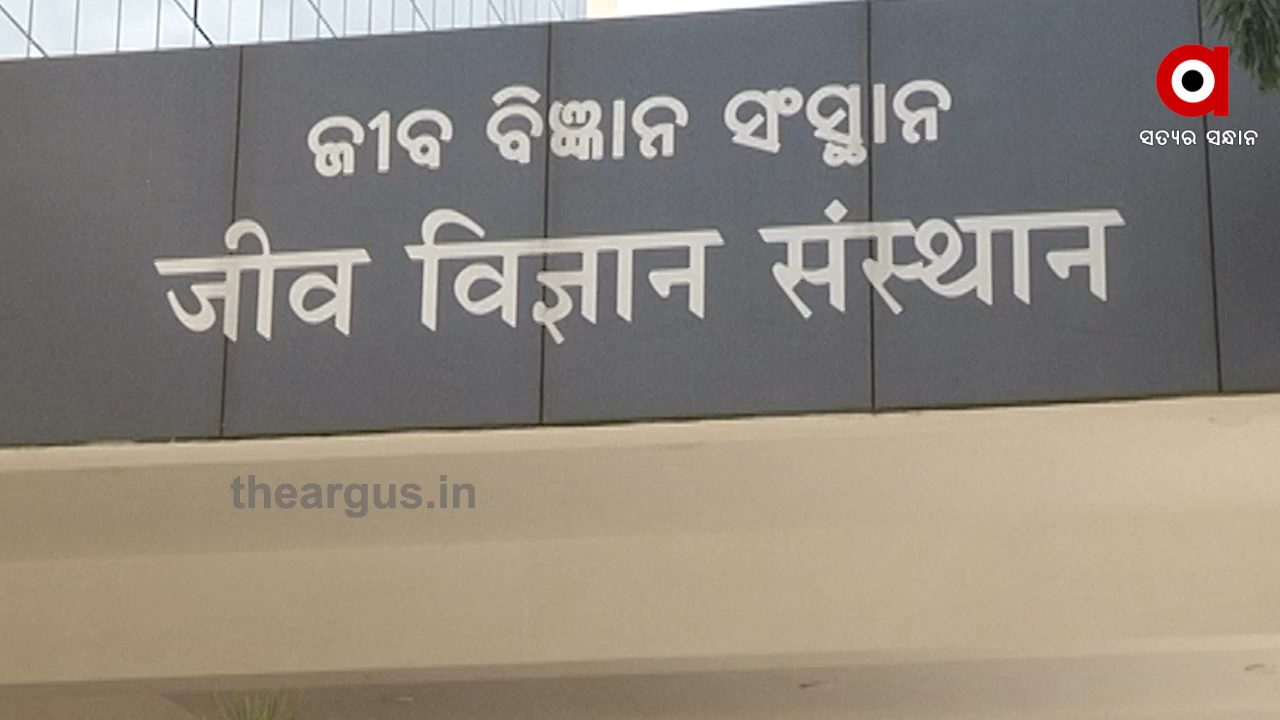 ଜୀବ ବିଜ୍ଞାନ ସଂସ୍ଥାନ
ସତ୍ୟର ସନ୍ଧାନ
जीव विज्ञान संस्थान
theargus.in